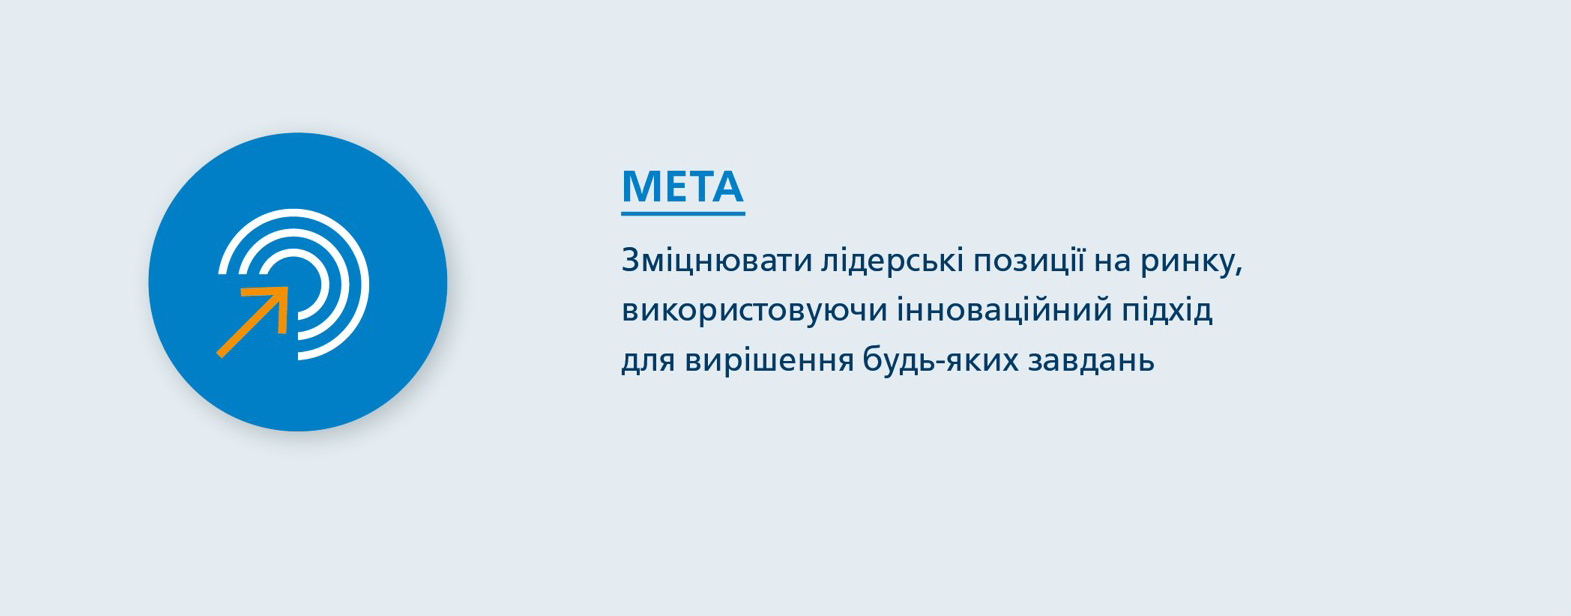 МЕТА
Зміцнювати лідерські позиції на ринку,
використовуючи інноваційний підхід
для вирішення будь-яких завдань